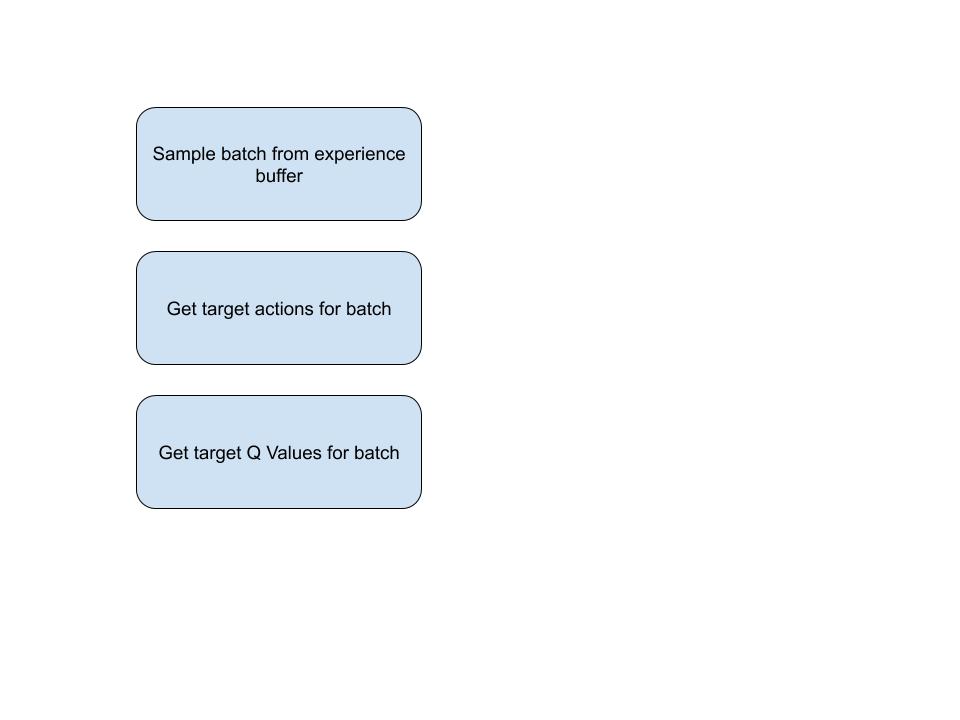 Sample batch from experience
buffer
Get target actions for batch
Get target Q Values for batch